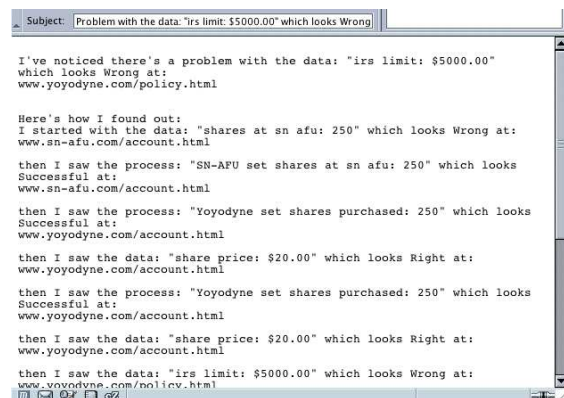 Subject: Problem with the data: "irs limit: $5000.00" which looks Wrong
I've noticed there's a problem with the data: "irs limit: $5000.00"
which looks Wrong at:
www.yoyodyne.com/policy.html
Here's how I found out:
I started with the data: "shares at sn afu: 250" which looks Wrong at:
www.sn-afu.com/account.html
then I saw the process: "SN-AFU set shares at sn afu: 250" which looks
Successful at:
www.sn-afu.com/account.html
then I saw the process: "Yoyodyne set shares purchased: 250" which looks
Successful at:
www.yoyodyne.com/account.html
then I saw the data: "share price: $20.00" which looks Right at:
www.yoyodyne.com/account.html
then I saw the process: "Yoyodyne set shares purchased: 250" which looks
Successful at:
www.yoyodyne.com/account.html
then I saw the data: "share price: $20.00" which looks Right at:
www.yoyodyne.com/account.html
then I saw the data: "irs limit: $5000.00" which looks Wrong at:
www.yoyodyne.com/policy.html